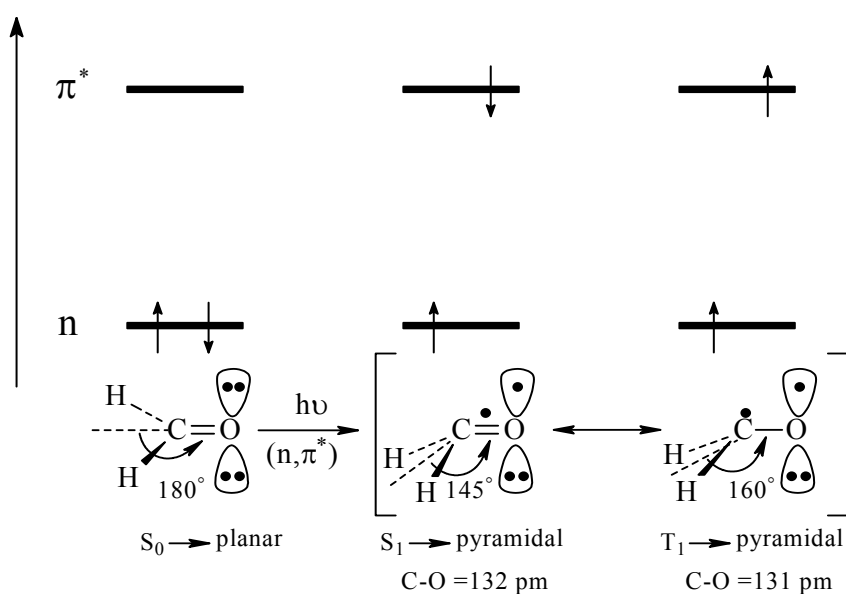 π*
n
H
C=O
H
180°
hυ
(n,π*)
H
C=O
H
145°
H
C—O
H
160°
S₀→planar
S₁→pyramidal
T₁→pyramidal
C-O =132 pm
C-O =131 pm